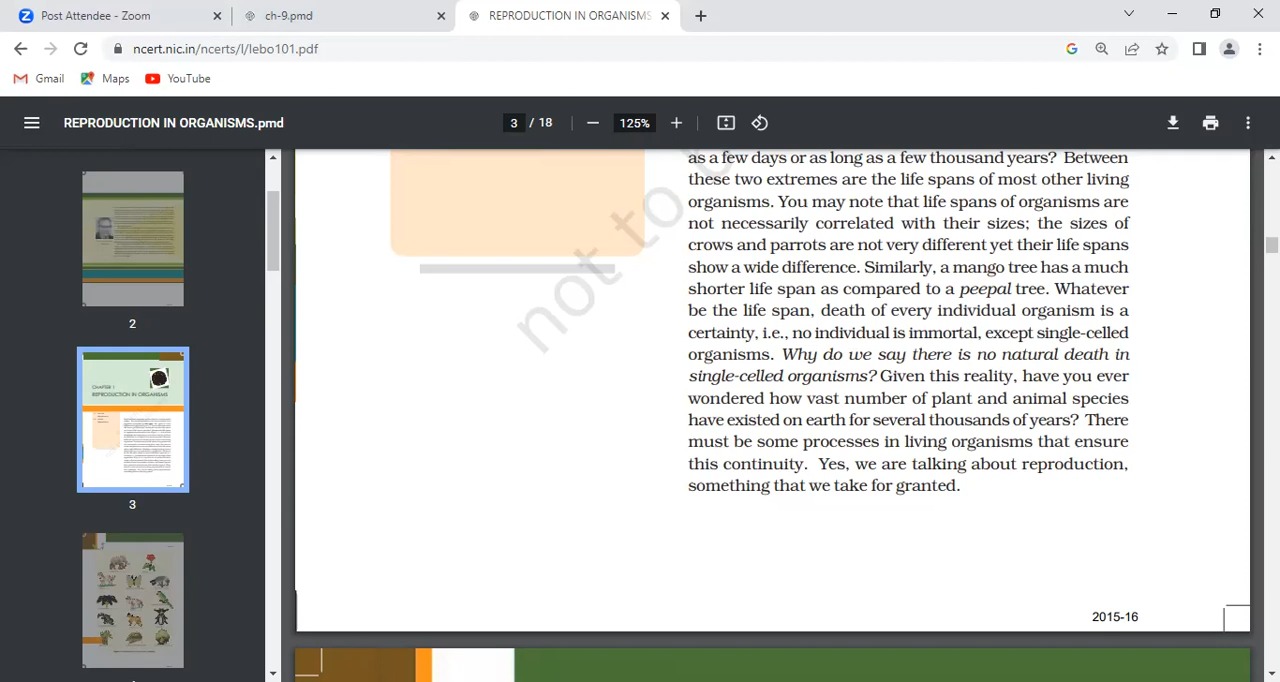 Post Attendee - Zoom
ch-9.pmd
REPRODUCTION IN ORGANISMS
ncert.nic.in/ncerts/l/lebo101.pdf
Gmail
Maps
YouTube
REPRODUCTION IN ORGANISMS.pmd
3 / 18
125%
2
CHAPTER 1
REPRODUCTION IN ORGANISMS
3
not to
as a few days or as long as a few thousand years? Between
these two extremes are the life spans of most other living
organisms. You may note that life spans of organisms are
not necessarily correlated with their sizes; the sizes of
crows and parrots are not very different yet their life spans
show a wide difference. Similarly, a mango tree has a much
shorter life span as compared to a peepal tree. Whatever
be the life span, death of every individual organism is a
certainty, i.e., no individual is immortal, except single-celled
organisms. Why do we say there is no natural death in
single-celled organisms? Given this reality, have you ever
wondered how vast number of plant and animal species
have existed on earth for several thousands of years? There
must be some processes in living organisms that ensure
this continuity. Yes, we are talking about reproduction,
something that we take for granted.
2015-16